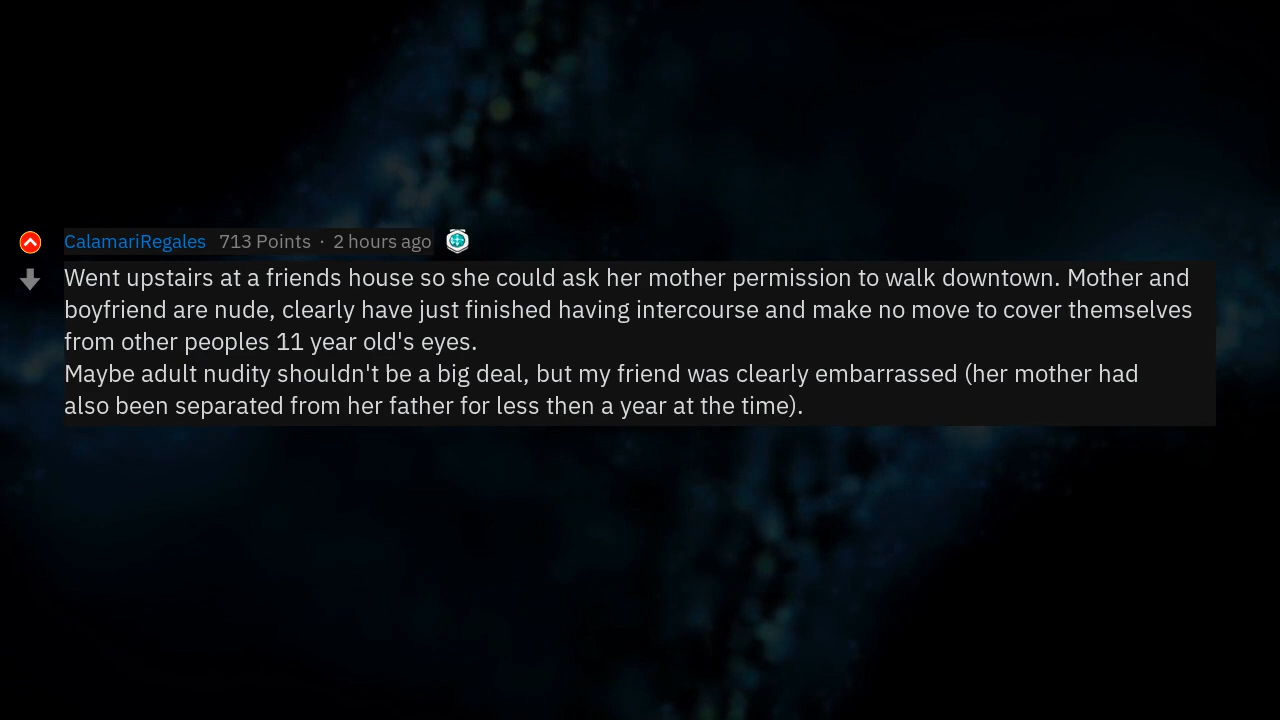 CalamariRegales 713 Points · 2 hours ago
Went upstairs at a friends house so she could ask her mother permission to walk downtown. Mother and
boyfriend are nude, clearly have just finished having intercourse and make no move to cover themselves
from other peoples 11 year old's eyes.
Maybe adult nudity shouldn't be a big deal, but my friend was clearly embarrassed (her mother had
also been separated from her father for less then a year at the time).